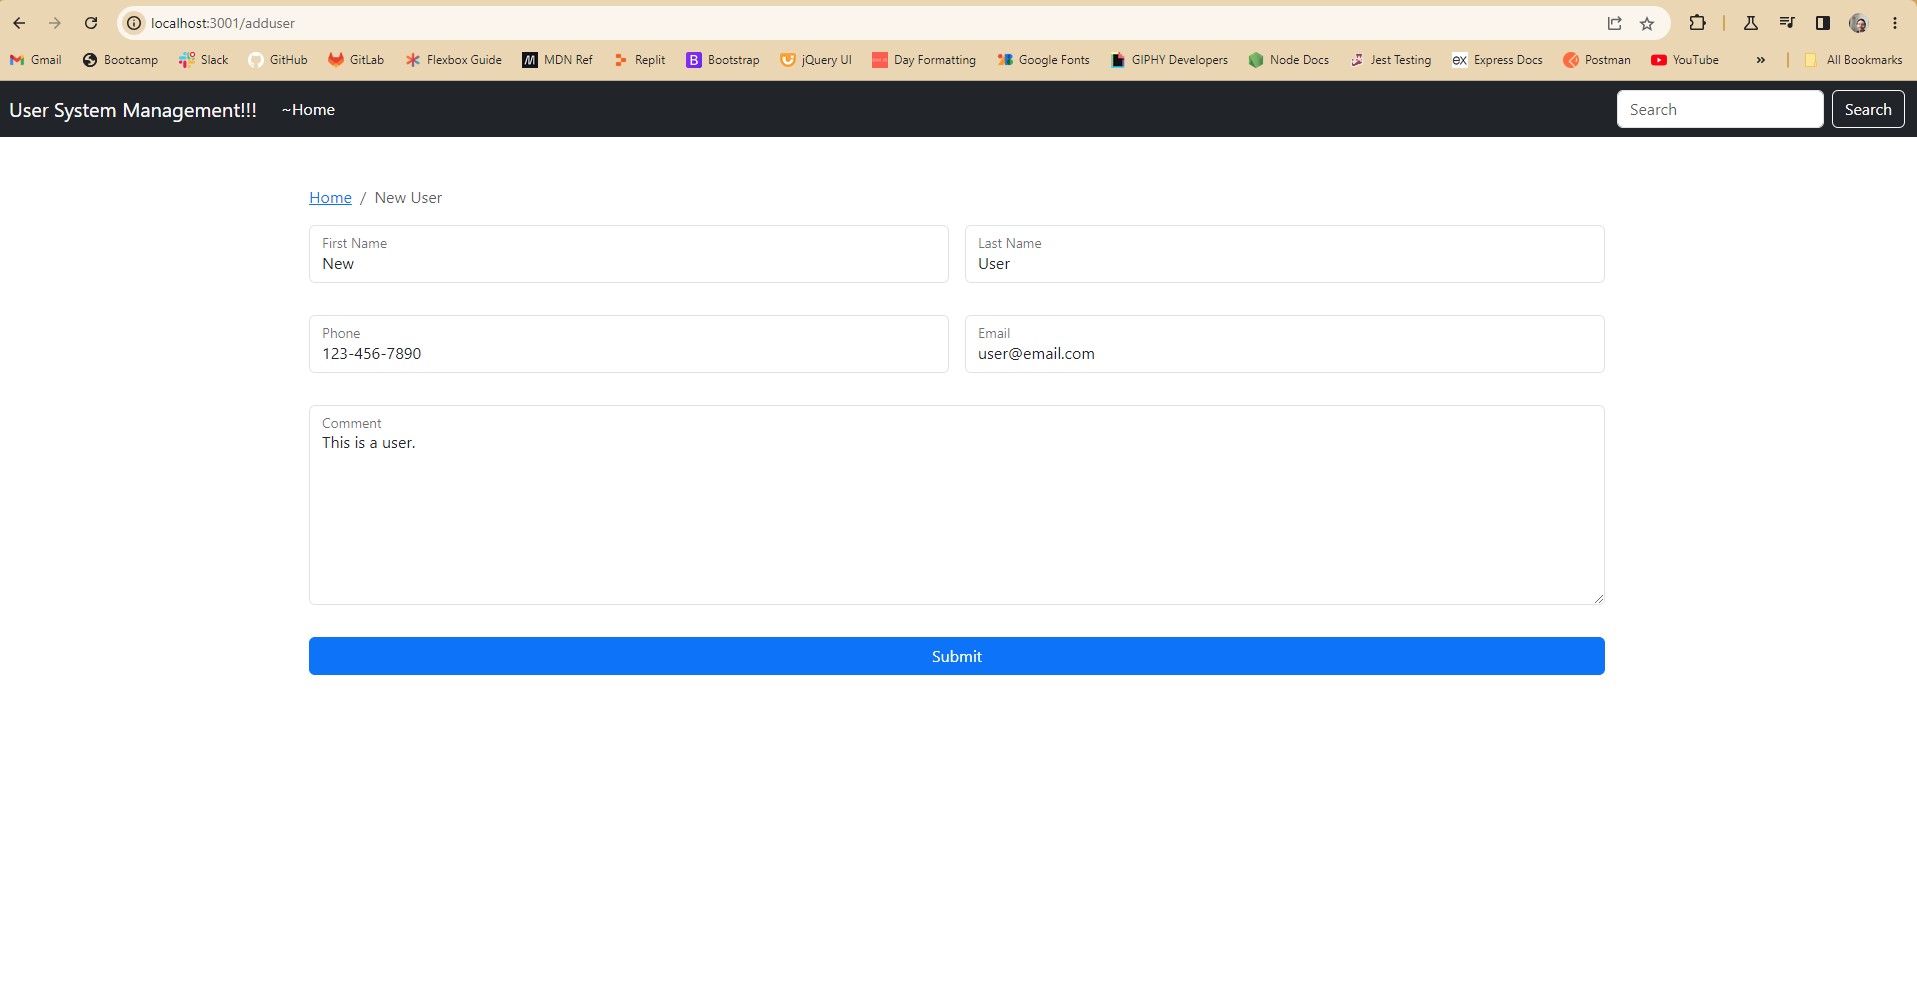 localhost:3001/adduser
Gmail Bootcamp Slack GitHub GitLab Flexbox Guide MDN Ref Replit Bootstrap jQuery UI Day Formatting Google Fonts GIPHY Developers Node Docs Jest Testing Express Docs Postman YouTube » All Bookmarks
User System Management!!! ~Home Search Search
Home / New User
First Name Last Name
New User
Phone Email
123-456-7890 user@email.com
Comment
This is a user.
Submit